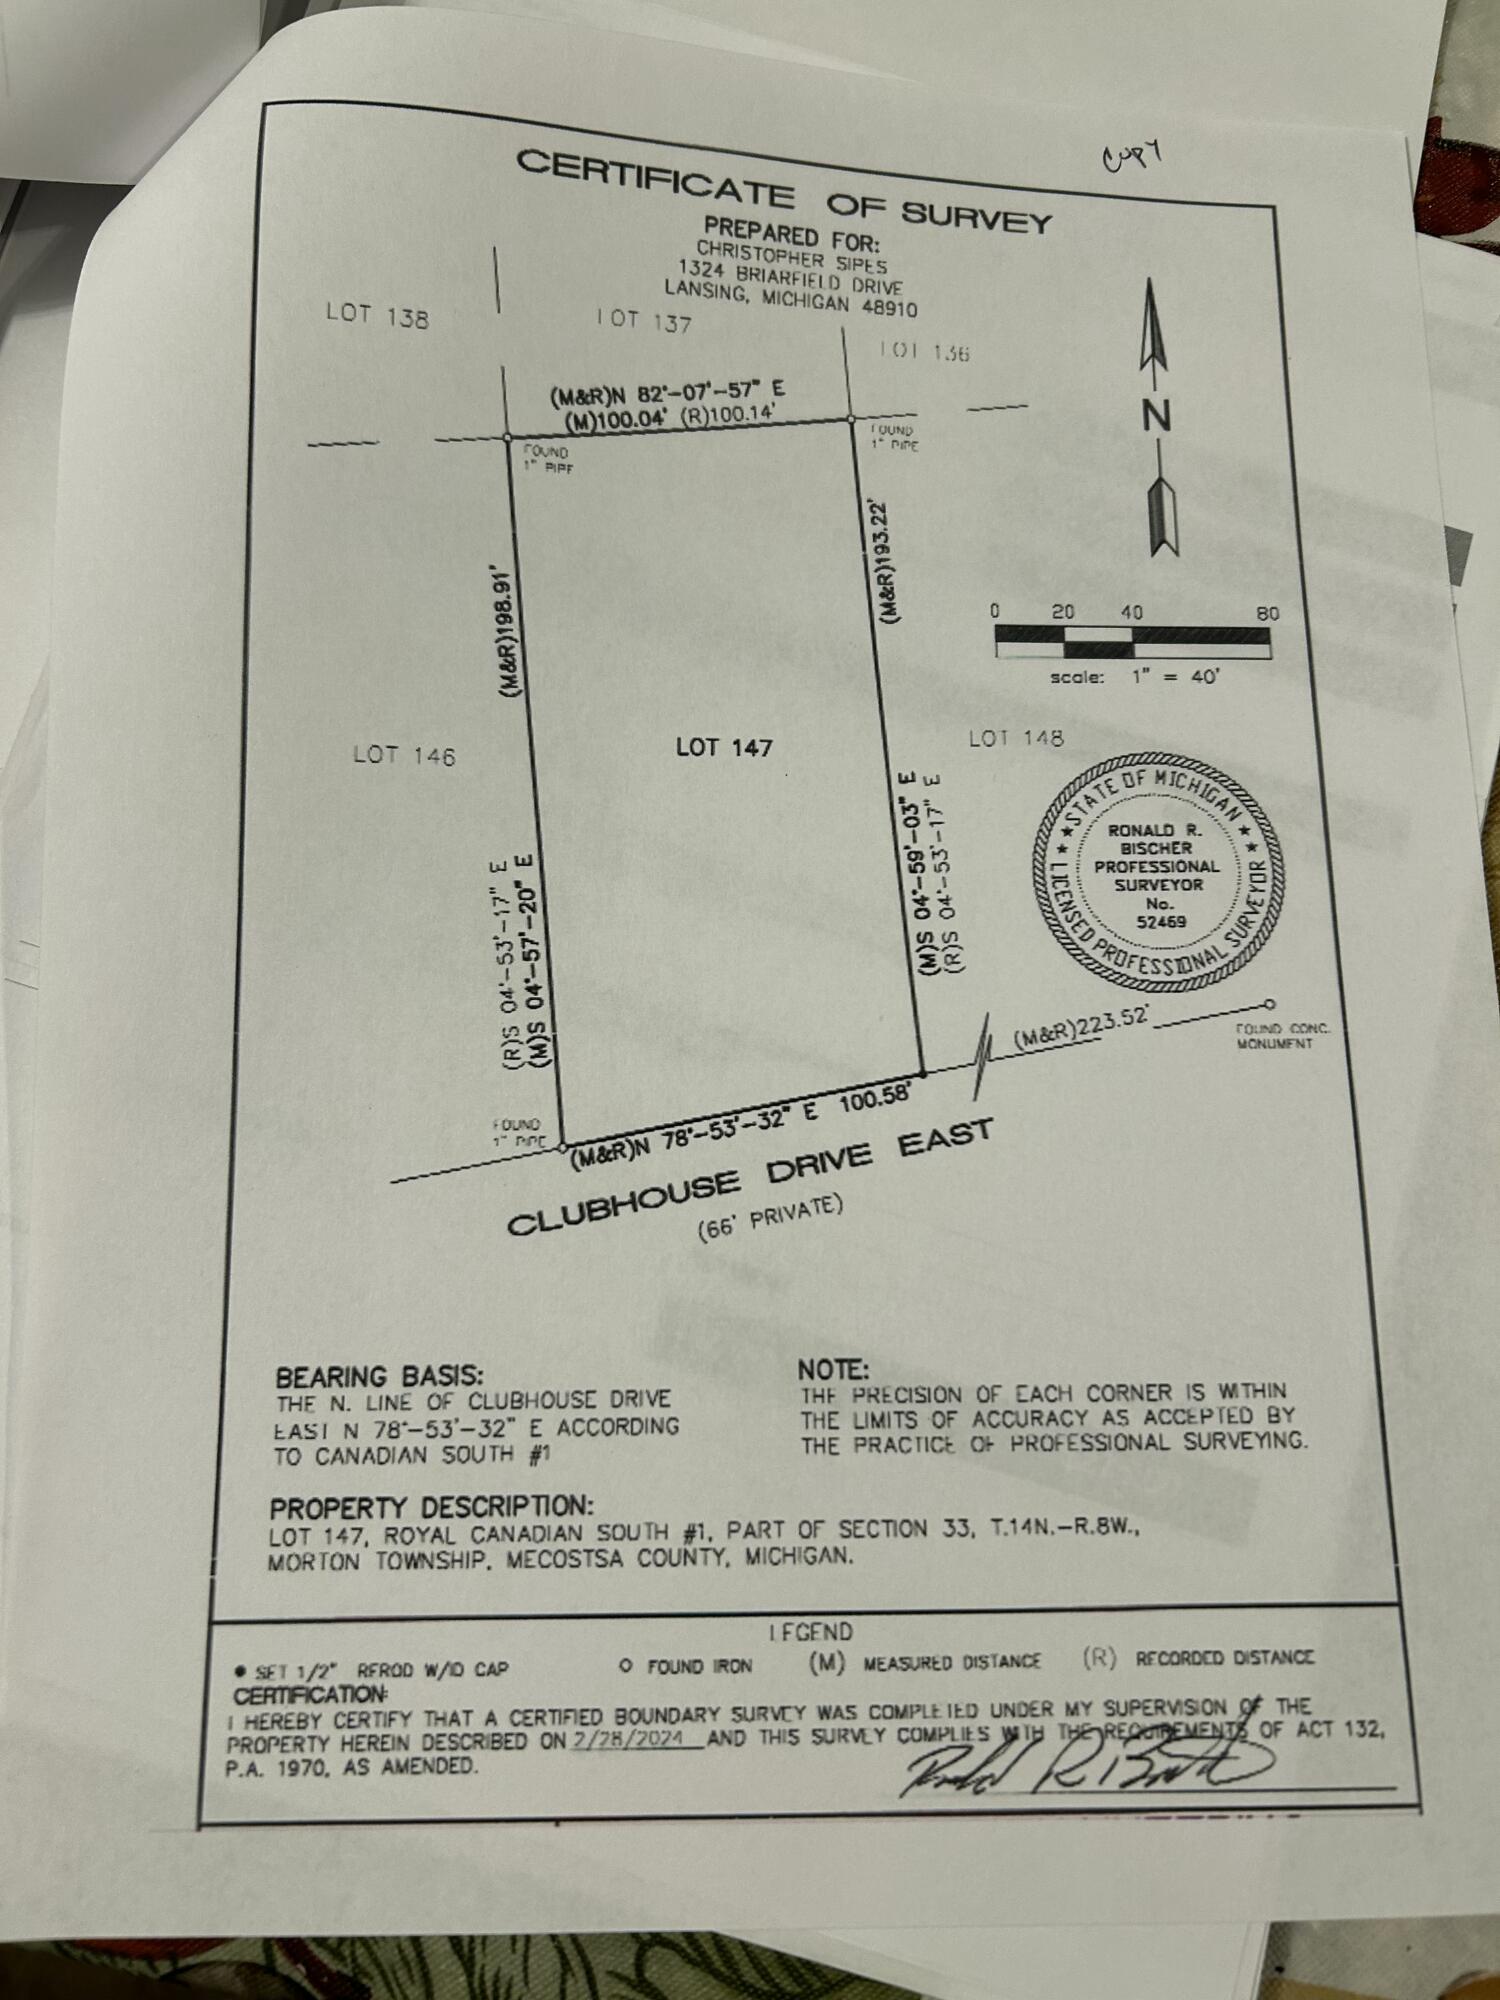 COPY
CERTIFICATE OF SURVEY
PREPARED FOR:
CHRISTOPHER SIPES
1324 BRIARFIELD DRIVE
LANSING, MICHIGAN 48910
LOT 138
LOT 137
LOT 136
(M&R)N 82°-07'-57" E
(M)100.04' (R)100.14'
FOUND
1" PIPE
FOUND
1" PIPE
N
(M&R)198.91'
(M&R)193.22'
0 20 40 80
scale: 1" = 40'
LOT 146
LOT 147
LOT 148
(R)S 04°-53'-17" E
(M)S 04°-57'-20" E
(M)S 04°-59'-03" E
(R)S 04°-53'-17" E
STATE OF MICHIGAN
RONALD R.
BISCHER
PROFESSIONAL
SURVEYOR
No.
52469
LICENSED PROFESSIONAL SURVEYOR
(M&R)223.52'
FOUND CONC.
MONUMENT
FOUND
1" PIPE
(M&R)N 78°-53'-32" E 100.58'
CLUBHOUSE DRIVE EAST
(66' PRIVATE)
BEARING BASIS:
THE N. LINE OF CLUBHOUSE DRIVE
EAST N 78°-53'-32" E ACCORDING
TO CANADIAN SOUTH #1
NOTE:
THE PRECISION OF EACH CORNER IS WITHIN
THE LIMITS OF ACCURACY AS ACCEPTED BY
THE PRACTICE OF PROFESSIONAL SURVEYING.
PROPERTY DESCRIPTION:
LOT 147, ROYAL CANADIAN SOUTH #1, PART OF SECTION 33, T.14N.-R.8W.,
MORTON TOWNSHIP, MECOSTSA COUNTY, MICHIGAN.
LEGEND
● SET 1/2" REROD W/ID CAP
○ FOUND IRON
(M) MEASURED DISTANCE
(R) RECORDED DISTANCE
CERTIFICATION:
I HEREBY CERTIFY THAT A CERTIFIED BOUNDARY SURVEY WAS COMPLETED UNDER MY SUPERVISION OF THE
PROPERTY HEREIN DESCRIBED ON 2/28/2024 AND THIS SURVEY COMPLIES WITH THE REQUIREMENTS OF ACT 132,
P.A. 1970, AS AMENDED.